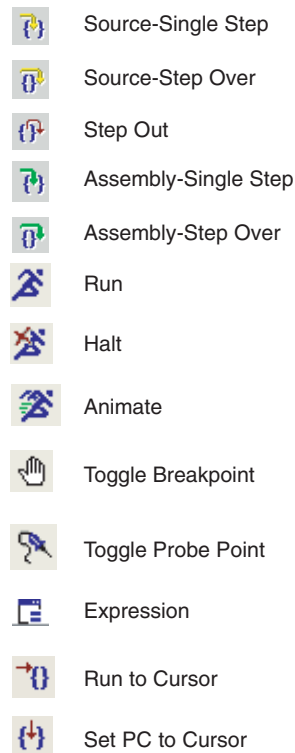 Source-Single Step
Source-Step Over
Step Out
Assembly-Single Step
Assembly-Step Over
Run
Halt
Animate
Toggle Breakpoint
Toggle Probe Point
Expression
Run to Cursor
Set PC to Cursor